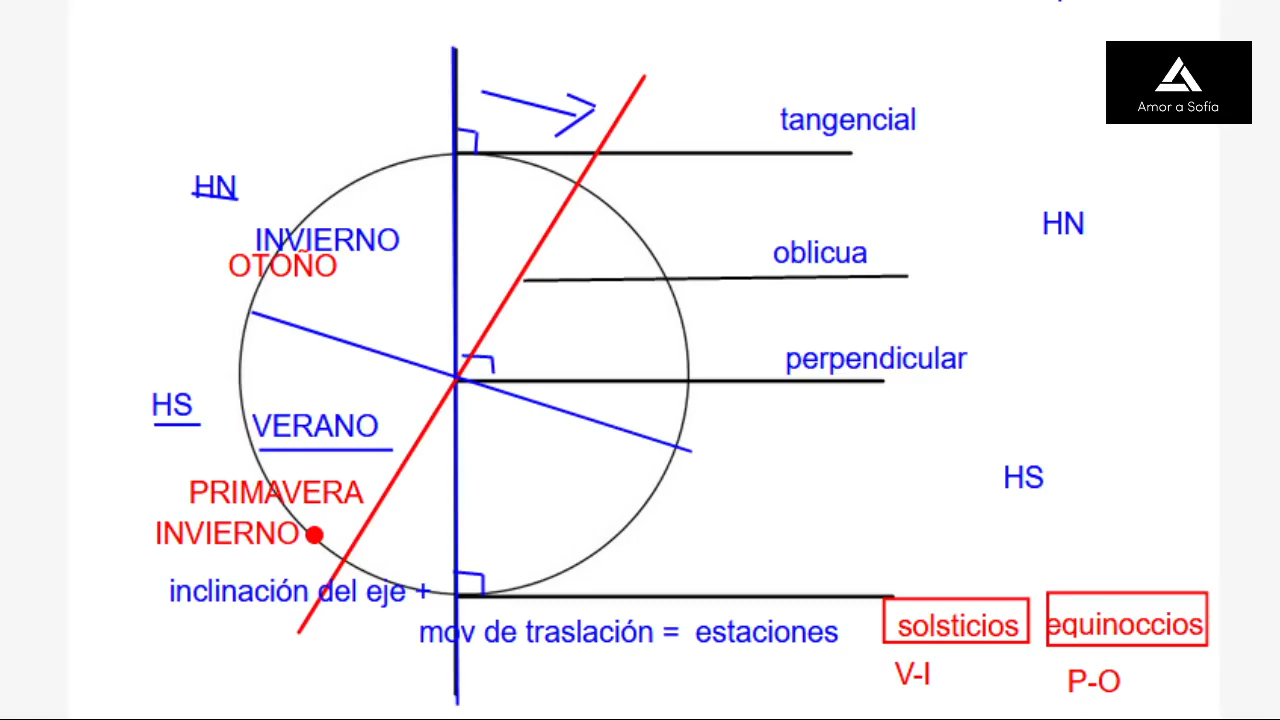 Amor a Sofía
tangencial
HN
HN
INVIERNO
oblicua
OTOÑO
perpendicular
HS
VERANO
HS
PRIMAVERA
INVIERNO
inclinación del eje +
mov de traslación = estaciones
solsticios
equinoccios
V-I
P-O